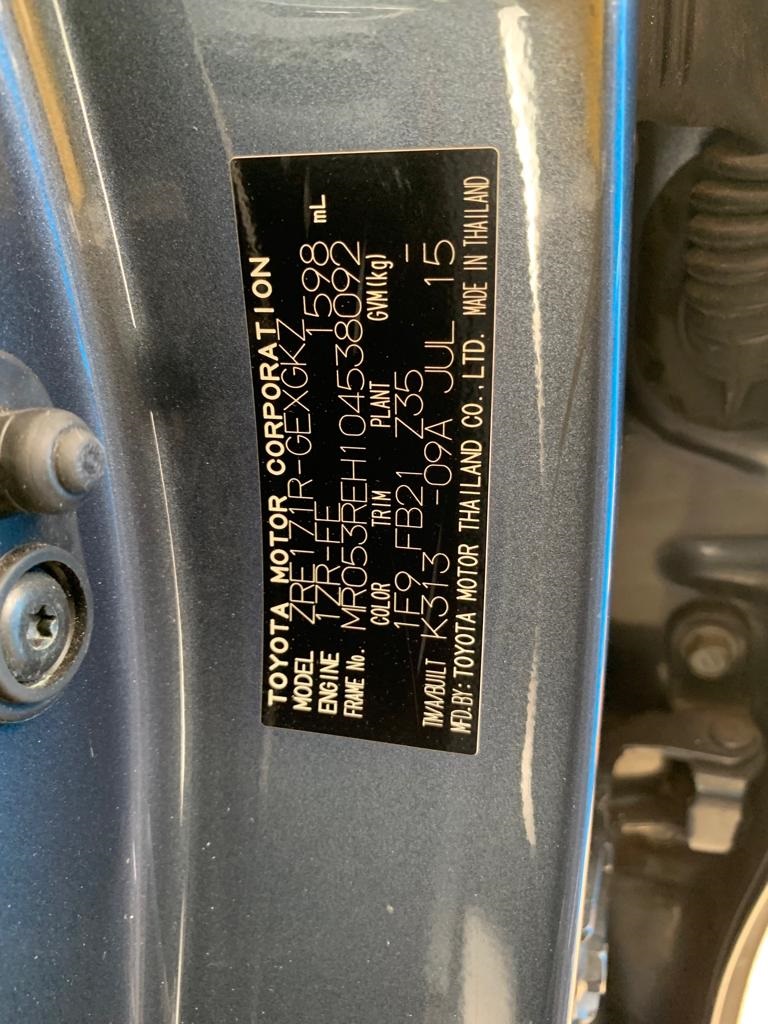 TOYOTA MOTOR CORPORATION
MODEL ZRE171R-GEXGKZ
ENGINE 1ZR-FE 1598 mL
FRAME No. MR053REH104538092
COLOR TRIM PLANT GVM(kg)
1F9 FB21 Z35 -
TM/A/BUILT K313 -09A JUL 15
MFD.BY: TOYOTA MOTOR THAILAND CO.,LTD. MADE IN THAILAND